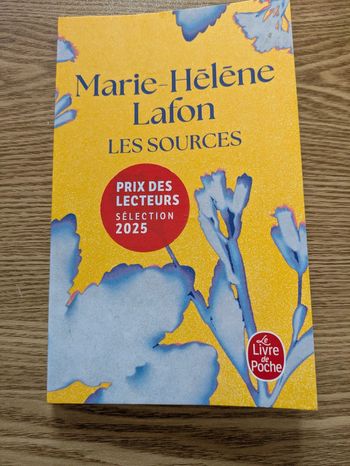 Marie-Hélène
Lafon
LES SOURCES
PRIX DES
LECTEURS
SÉLECTION
2025
Le
Livre
de
Poche